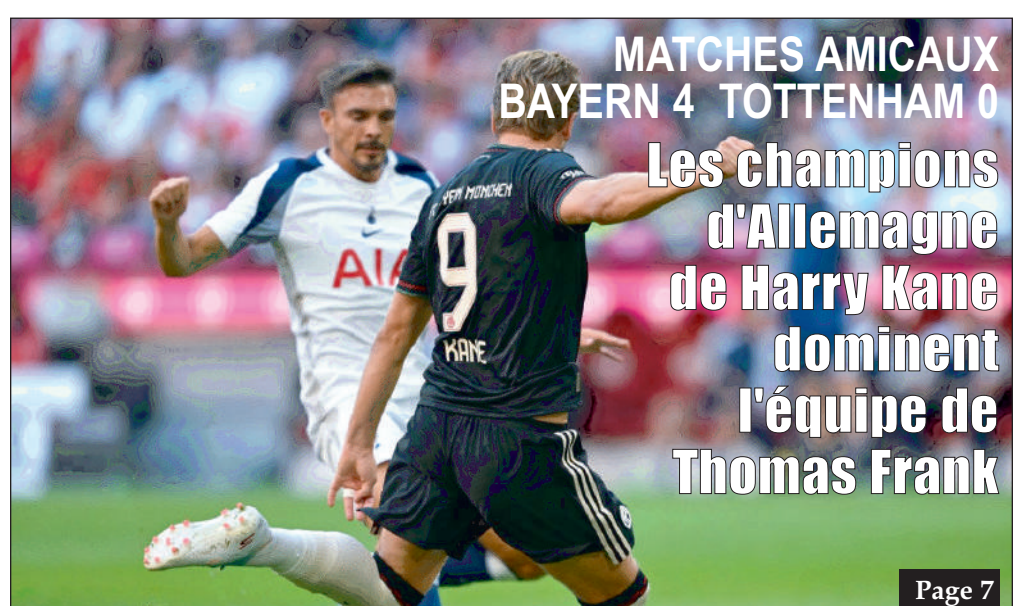 MATCHES AMICAUX
BAYERN 4 TOTTENHAM 0
Les champions
d'Allemagne
de Harry Kane
dominent
l'équipe de
Thomas Frank
AIA
9
KANE
Page 7